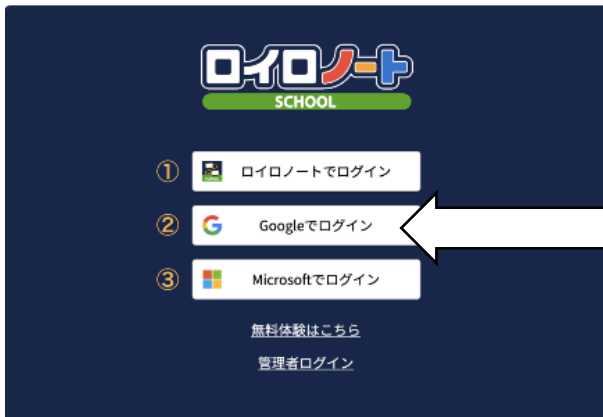 ロイロノート
SCHOOL
① ロイロノートでログイン
② Googleでログイン
③ Microsoftでログイン
無料体験はこちら
管理者ログイン